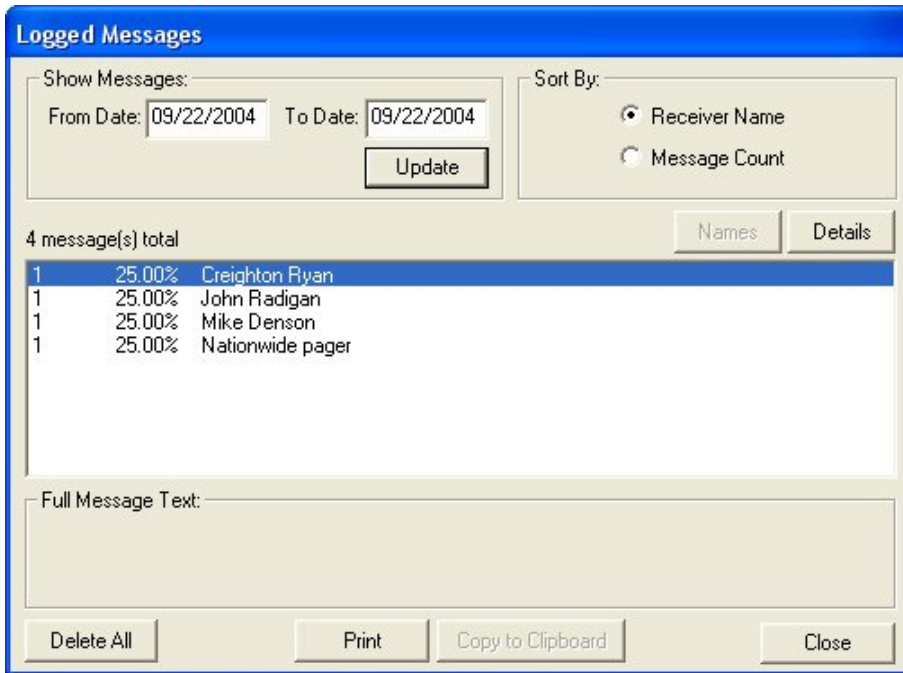 Logged Messages
Show Messages:
From Date: 09/22/2004 To Date: 09/22/2004
Update
Sort By:
Receiver Name
Message Count
4 message(s) total
Names Details
1 25.00% Creighton Ryan
1 25.00% John Radigan
1 25.00% Mike Denson
1 25.00% Nationwide pager
Full Message Text:
Delete All Print Copy to Clipboard Close